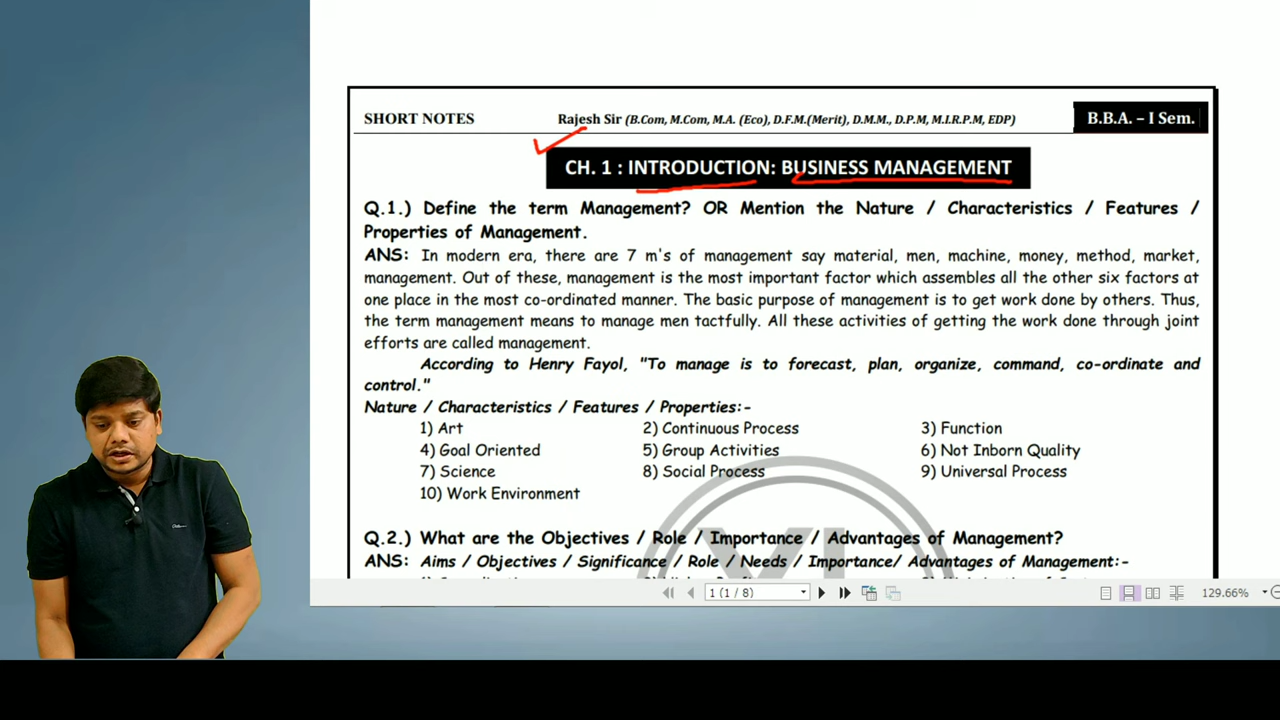 SHORT NOTES Rajesh Sir (B.Com, M.Com, M.A. (Eco), D.F.M.(Merit), D.M.M., D.P.M, M.I.R.P.M, EDP) B.B.A. – I Sem.
CH. 1 : INTRODUCTION: BUSINESS MANAGEMENT
Q.1.) Define the term Management? OR Mention the Nature / Characteristics / Features /
Properties of Management.
ANS: In modern era, there are 7 m's of management say material, men, machine, money, method, market,
management. Out of these, management is the most important factor which assembles all the other six factors at
one place in the most co-ordinated manner. The basic purpose of management is to get work done by others. Thus,
the term management means to manage men tactfully. All these activities of getting the work done through joint
efforts are called management.
According to Henry Fayol, "To manage is to forecast, plan, organize, command, co-ordinate and
control."
Nature / Characteristics / Features / Properties:-
1) Art 2) Continuous Process 3) Function
4) Goal Oriented 5) Group Activities 6) Not Inborn Quality
7) Science 8) Social Process 9) Universal Process
10) Work Environment
Q.2.) What are the Objectives / Role / Importance / Advantages of Management?
ANS: Aims / Objectives / Significance / Role / Needs / Importance/ Advantages of Management:-
1 (1 / 8) 129.66%